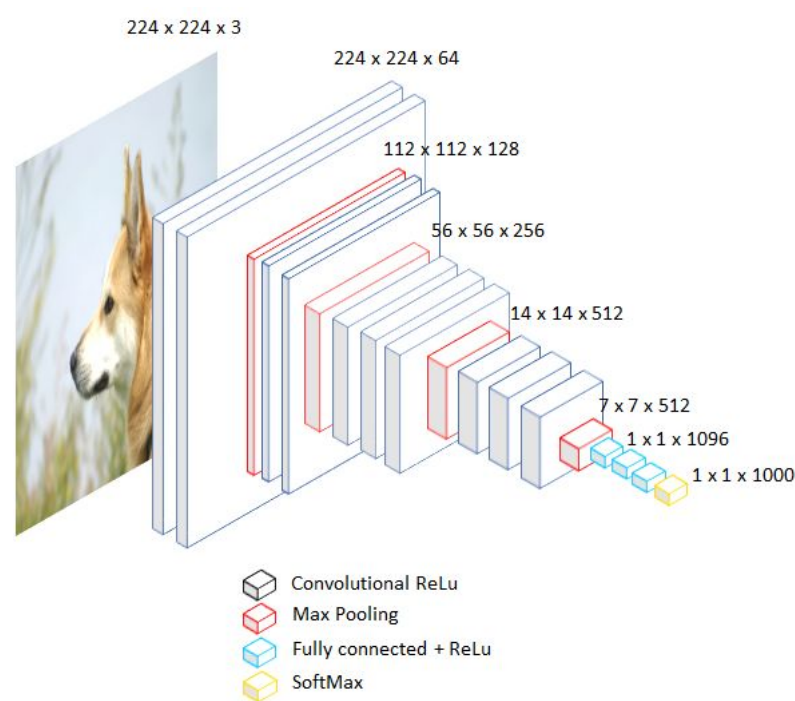 224 x 224 x 3
224 x 224 x 64
112 x 112 x 128
56 x 56 x 256
14 x 14 x 512
7 x 7 x 512
1 x 1 x 1096
1 x 1 x 1000
Convolutional ReLu
Max Pooling
Fully connected + ReLu
SoftMax